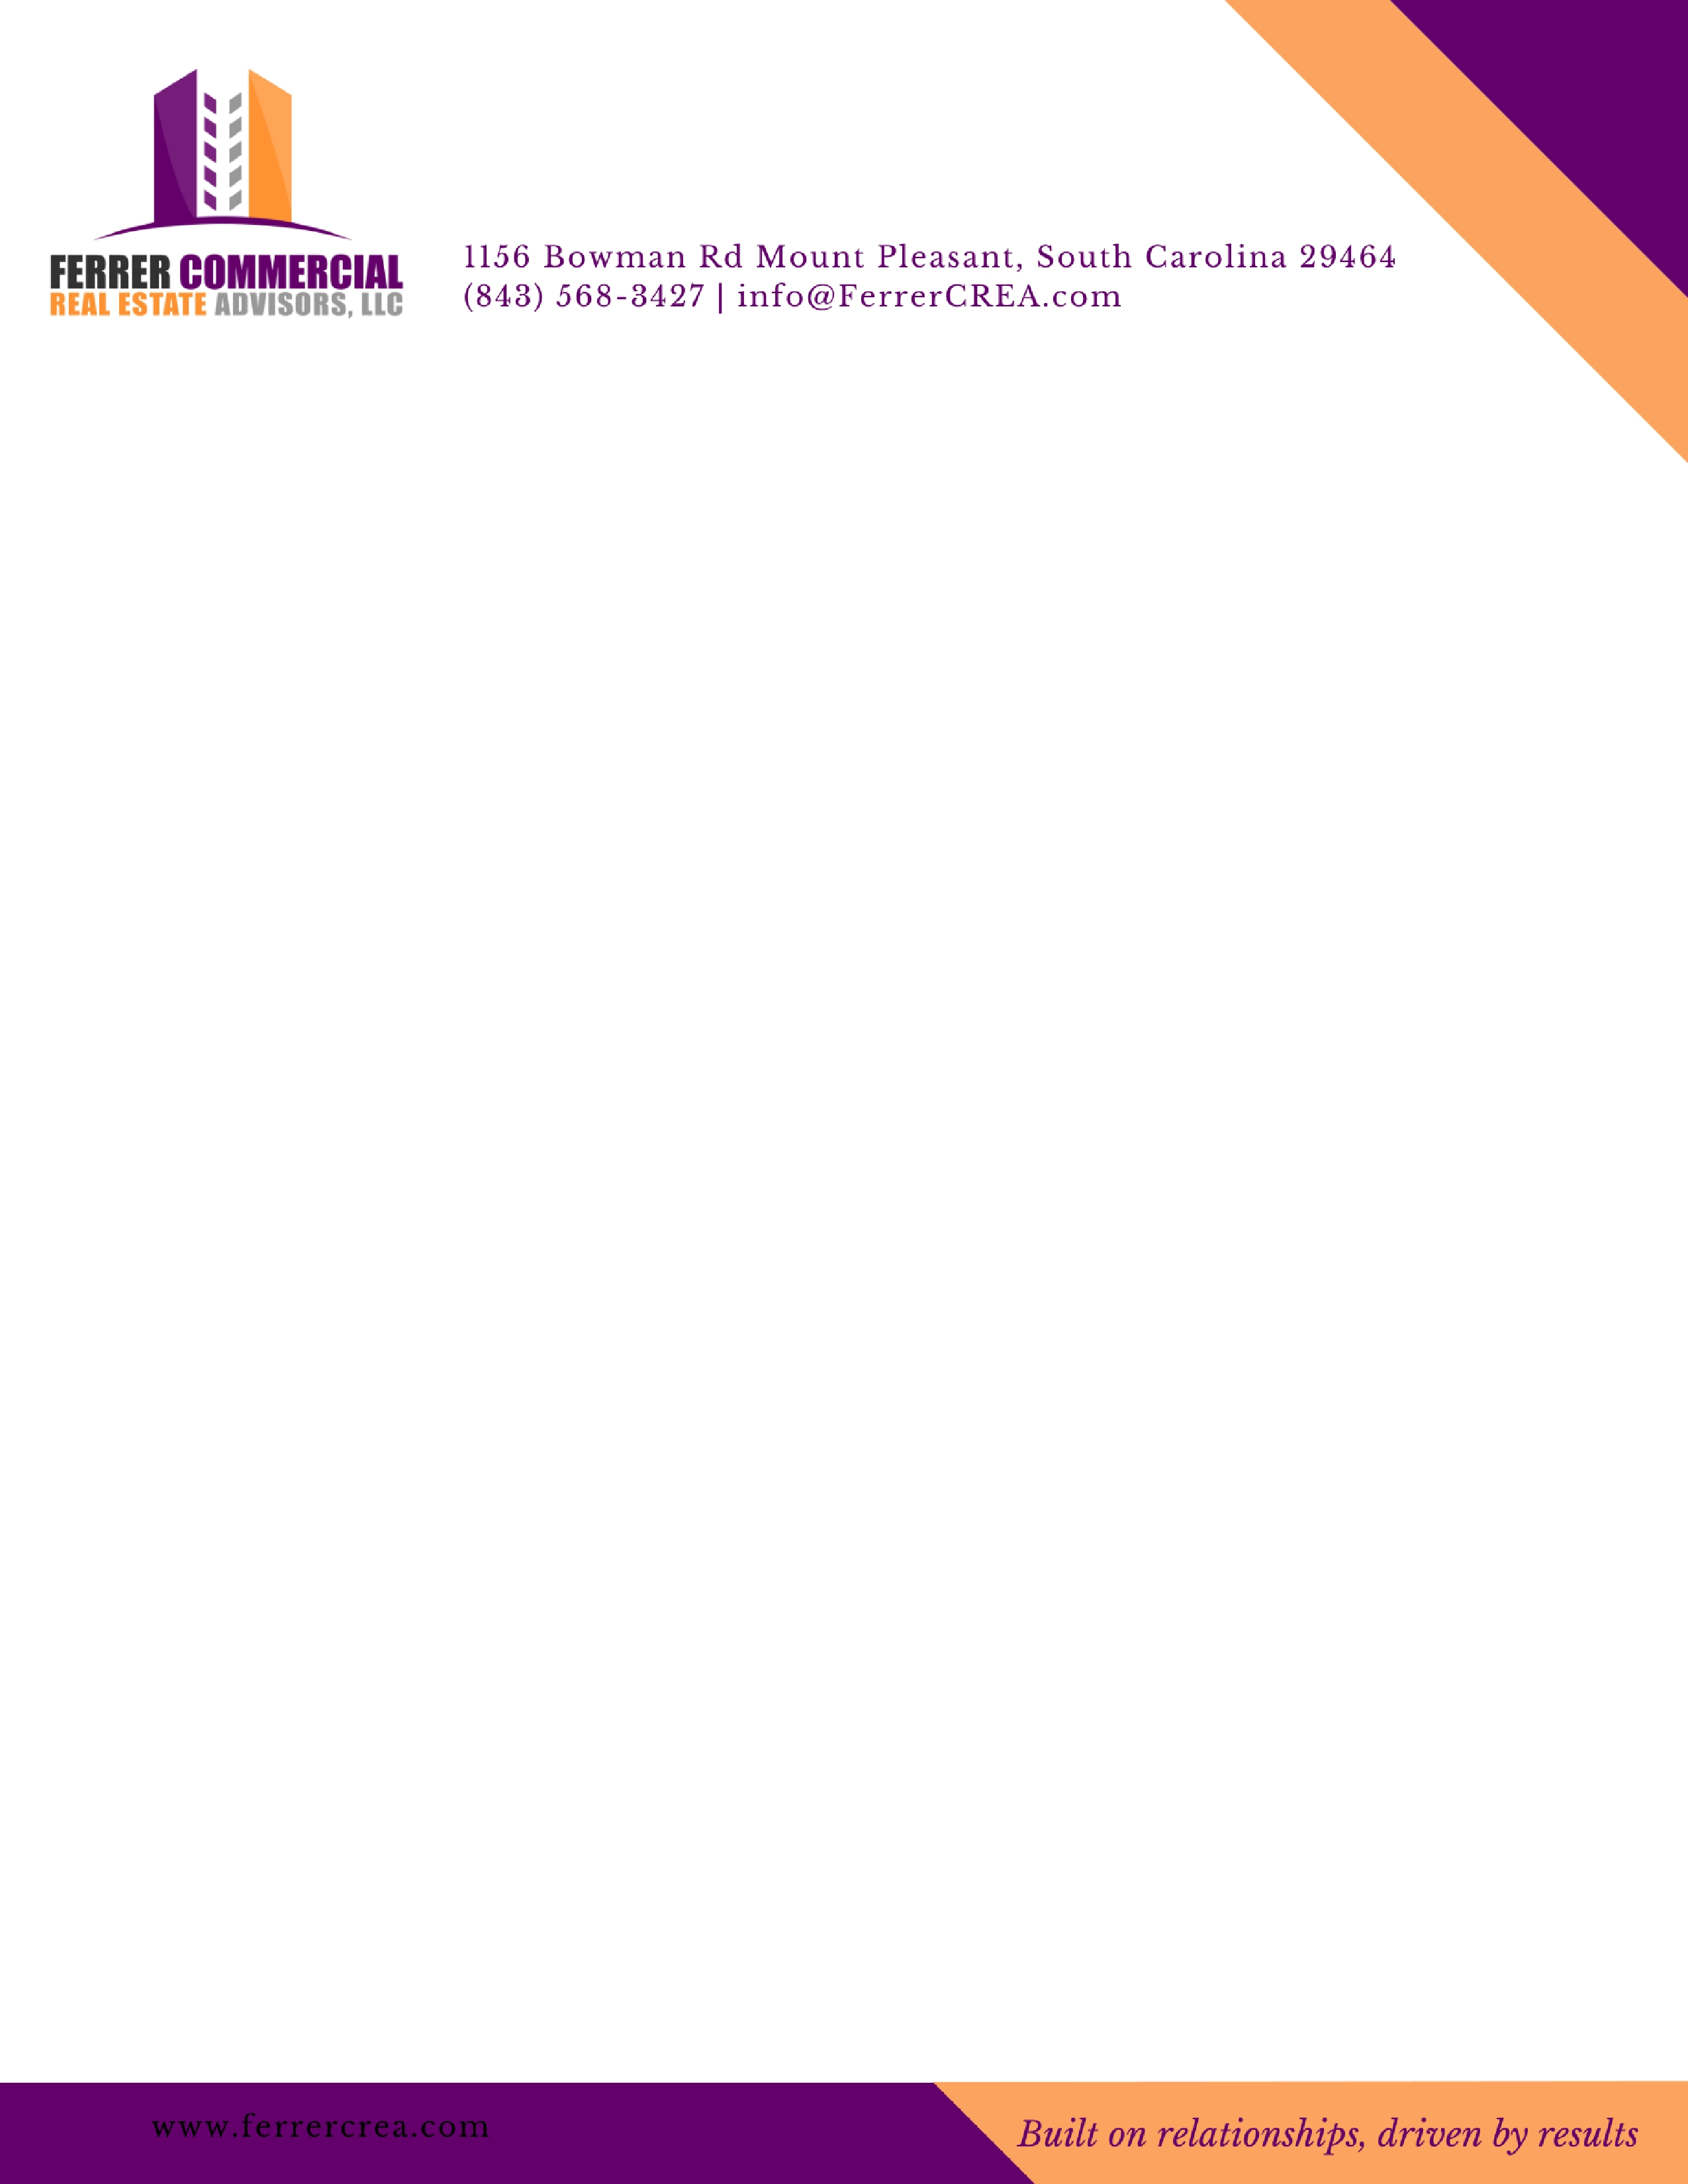 FERRER COMMERCIAL
REAL ESTATE ADVISORS, LLC
1156 Bowman Rd Mount Pleasant, South Carolina 29464
(843) 568-3427 | info@FerrerCREA.com
www.ferrercrea.com
Built on relationships, driven by results